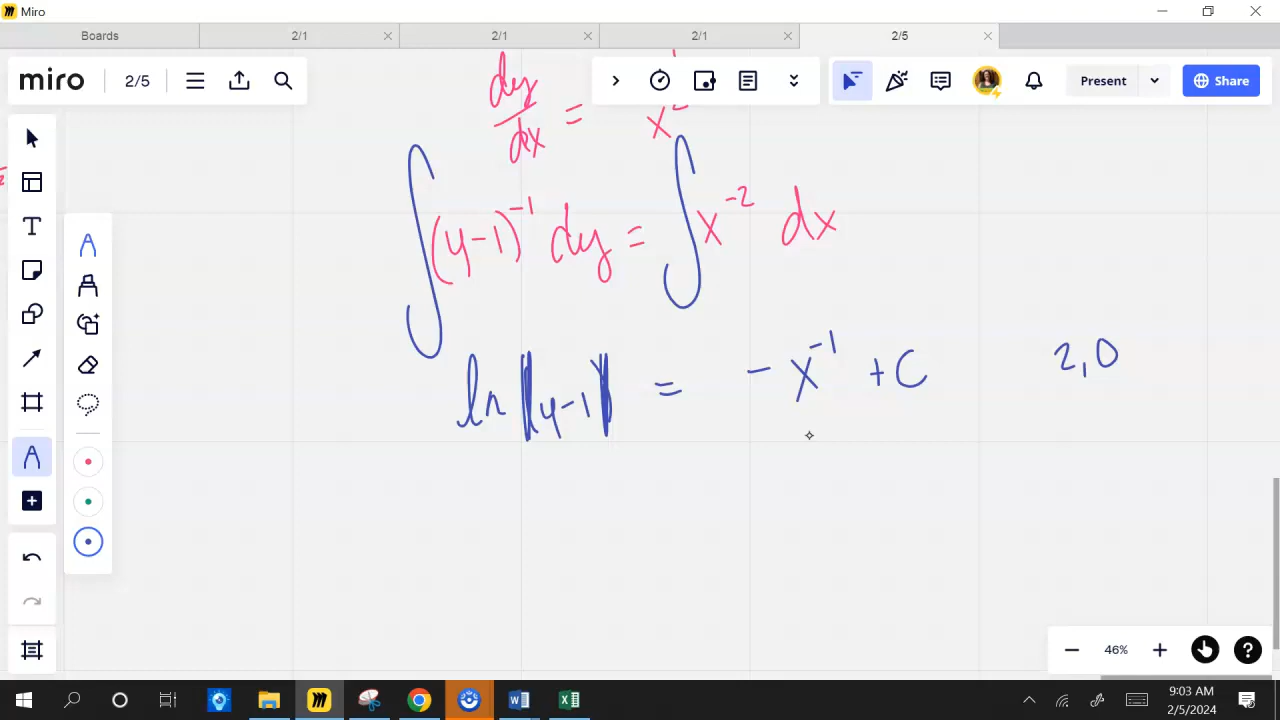 Miro
Boards 2/1 2/1 2/1 2/5
miro 2/5 Present Share
dy/dx = x²
∫ (y-1)⁻¹ dy = ∫ x⁻² dx
ln |(y-1)| = - x⁻¹ + C 2,0
A
46% ?
9:03 AM
2/5/2024